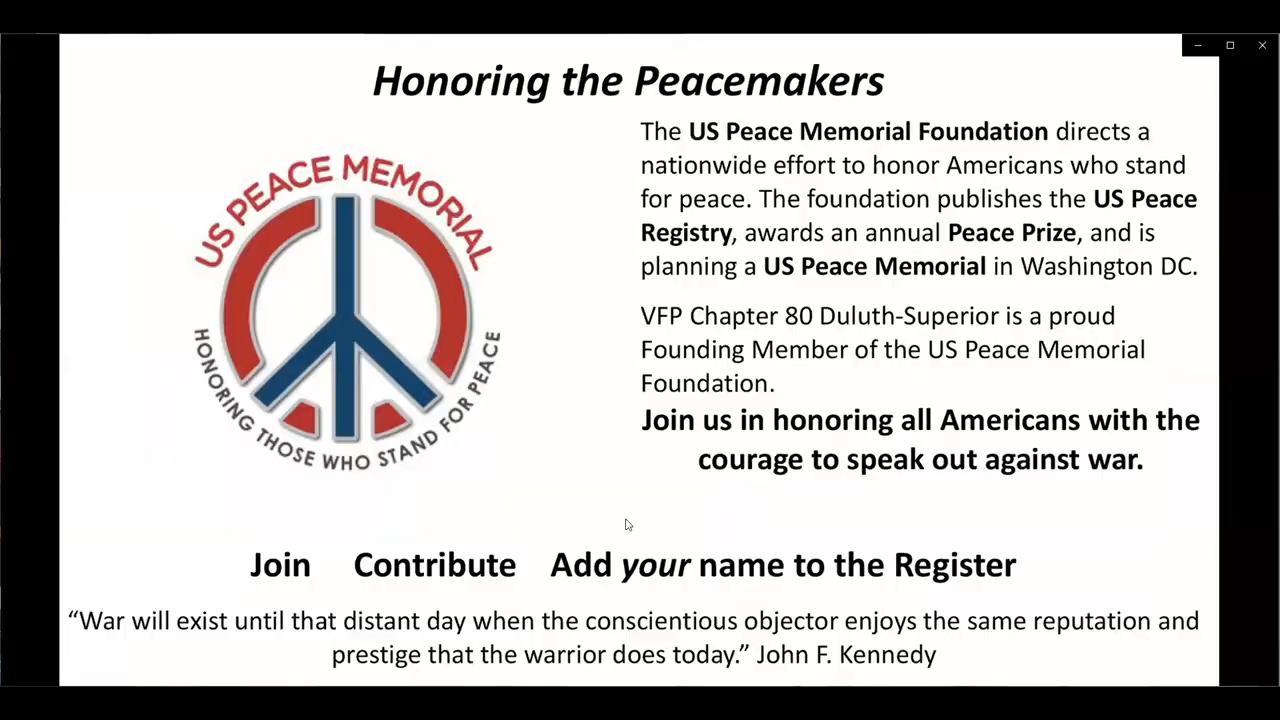 Honoring the Peacemakers
US PEACE MEMORIAL
HONORING THOSE WHO STAND FOR PEACE
The US Peace Memorial Foundation directs a
nationwide effort to honor Americans who stand
for peace. The foundation publishes the US Peace
Registry, awards an annual Peace Prize, and is
planning a US Peace Memorial in Washington DC.
VFP Chapter 80 Duluth-Superior is a proud
Founding Member of the US Peace Memorial
Foundation.
Join us in honoring all Americans with the
courage to speak out against war.
Join Contribute Add your name to the Register
“War will exist until that distant day when the conscientious objector enjoys the same reputation and
prestige that the warrior does today.” John F. Kennedy